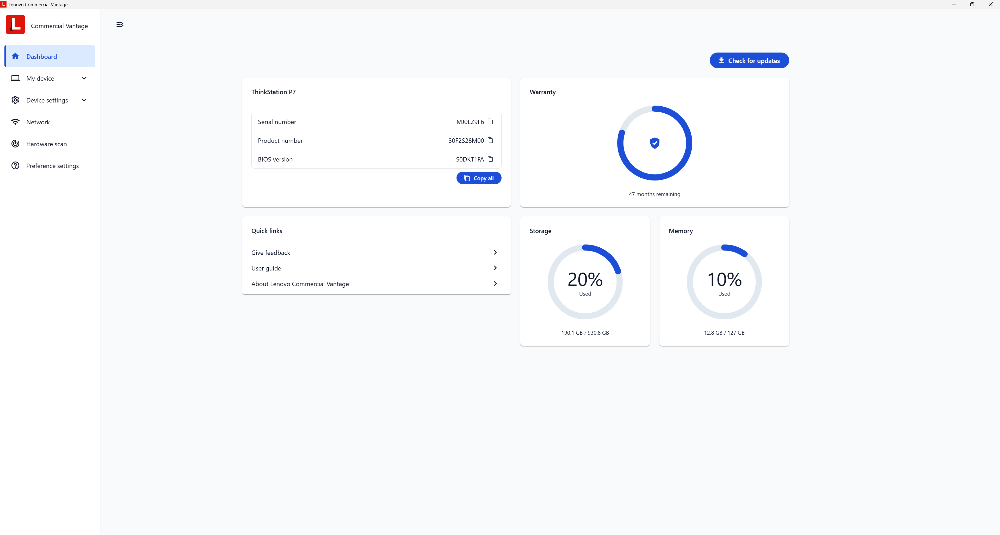 Lenovo Commercial Vantage
Commercial Vantage
Dashboard
My device
Device settings
Network
Hardware scan
Preference settings
Check for updates
ThinkStation P7
Serial number MJ0LZ9F6
Product number 30F2S28M00
BIOS version S0DKT1FA
Copy all
Warranty
47 months remaining
Quick links
Give feedback
User guide
About Lenovo Commercial Vantage
Storage
20%
Used
190.1 GB / 930.8 GB
Memory
10%
Used
12.8 GB / 127 GB